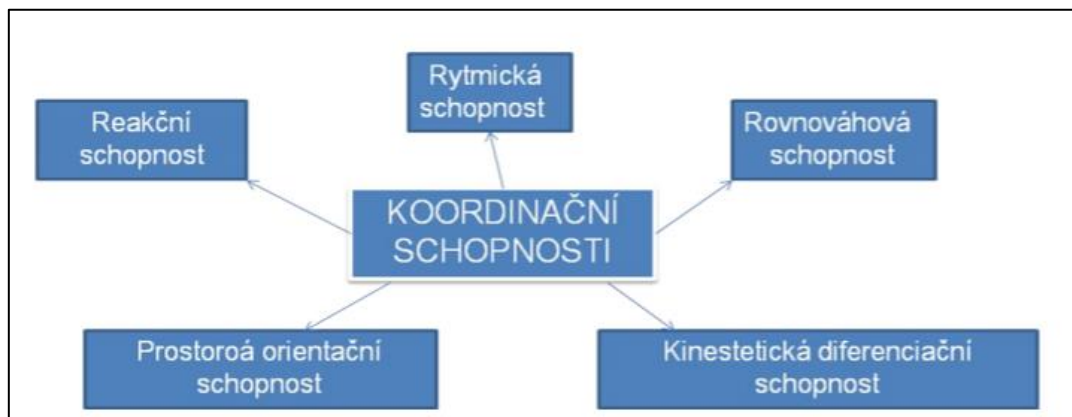 Rytmická
schopnost
Reakční
schopnost
Rovnováhová
schopnost
KOORDINAČNÍ
SCHOPNOSTI
Prostoroá orientační
schopnost
Kinestetická diferenciační
schopnost